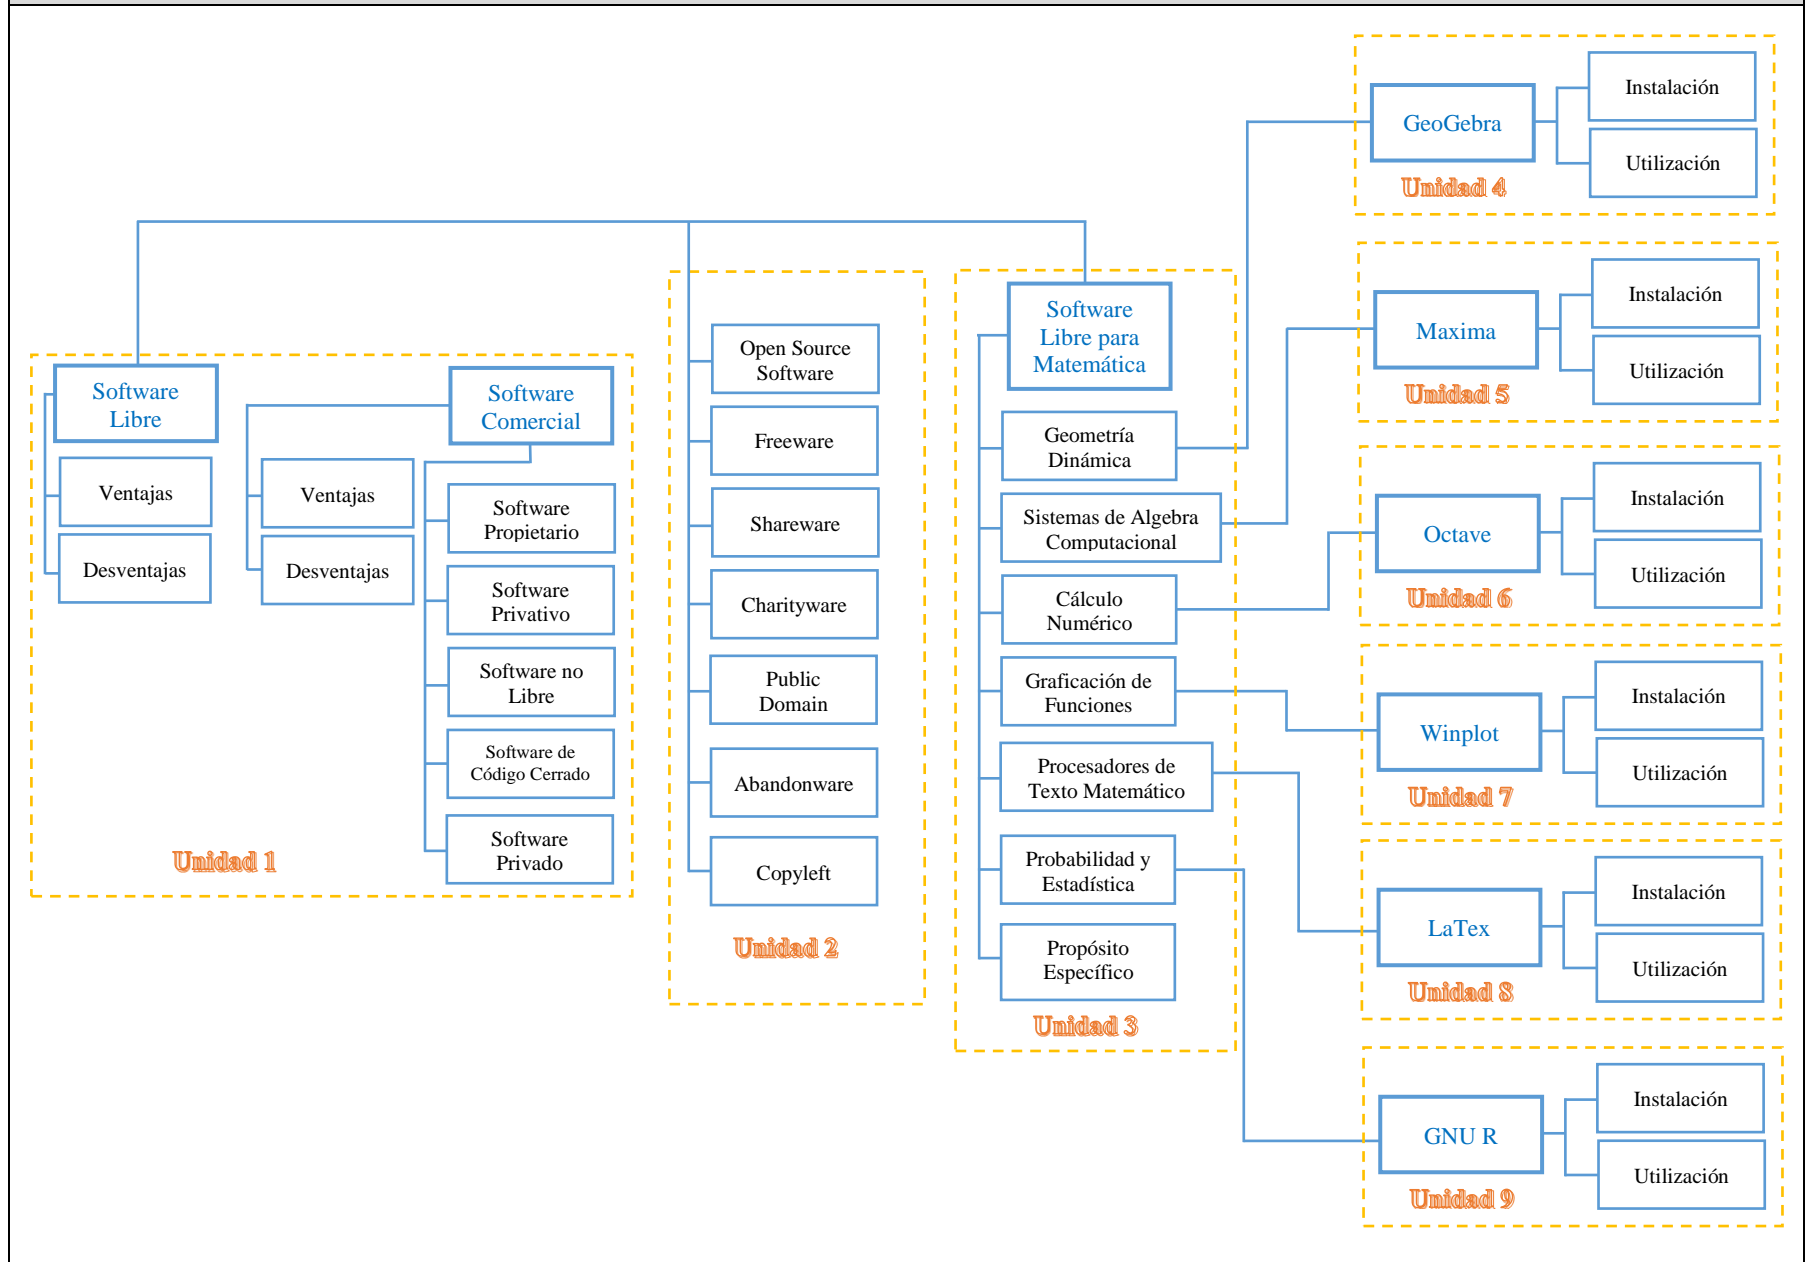 Software
Libre
Ventajas
Desventajas
Software
Comercial
Ventajas
Desventajas
Software
Propietario
Software
Privativo
Software no
Libre
Software de
Código Cerrado
Software
Privado
Unidad 1
Open Source
Software
Freeware
Shareware
Charityware
Public
Domain
Abandonware
Copyleft
Unidad 2
Software
Libre para
Matemática
Geometría
Dinámica
Sistemas de Algebra
Computacional
Cálculo
Numérico
Graficación de
Funciones
Procesadores de
Texto Matemático
Probabilidad y
Estadística
Propósito
Específico
Unidad 3
GeoGebra
Instalación
Utilización
Unidad 4
Maxima
Instalación
Utilización
Unidad 5
Octave
Instalación
Utilización
Unidad 6
Winplot
Instalación
Utilización
Unidad 7
LaTex
Instalación
Utilización
Unidad 8
GNU R
Instalación
Utilización
Unidad 9